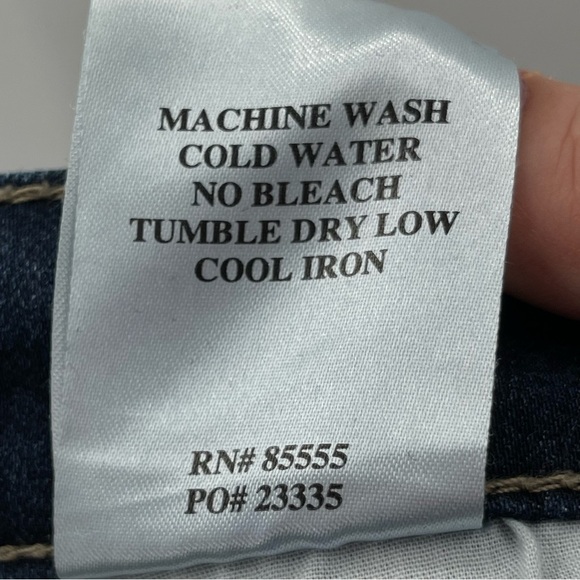 MACHINE WASH
COLD WATER
NO BLEACH
TUMBLE DRY LOW
COOL IRON
RN# 85555
PO# 23335